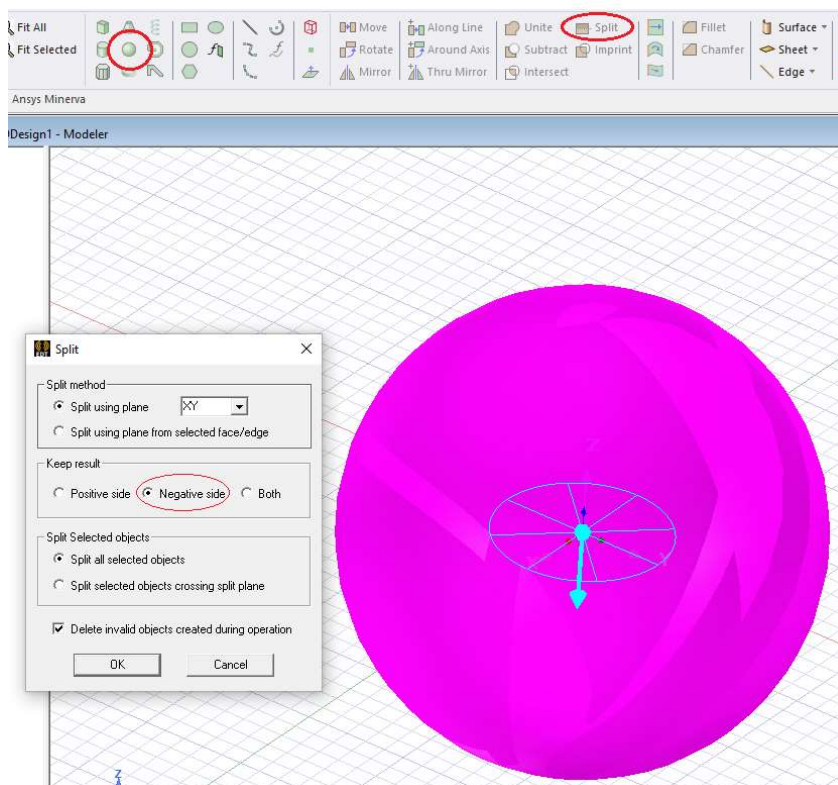 Fit All
Move
Along Line
Unite
Split
Fillet
Surface
Fit Selected
Rotate
Around Axis
Subtract
Imprint
Chamfer
Sheet
Mirror
Thru Mirror
Intersect
Edge
Ansys Minerva
Design1 - Modeler
Split
Split method
Split using plane
XY
Split using plane from selected face/edge
Keep result
Positive side
Negative side
Both
Split Selected objects
Split all selected objects
Split selected objects crossing split plane
Delete invalid objects created during operation
OK
Cancel
Z
Y
Z